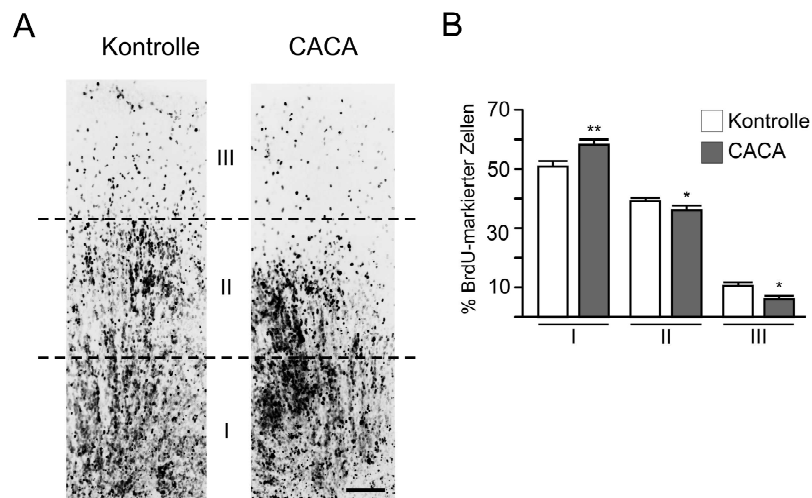 A
Kontrolle
CACA
III
II
I
B
% BrdU-markierter Zellen
70
50
30
10
**
*
*
Kontrolle
CACA
I
II
III